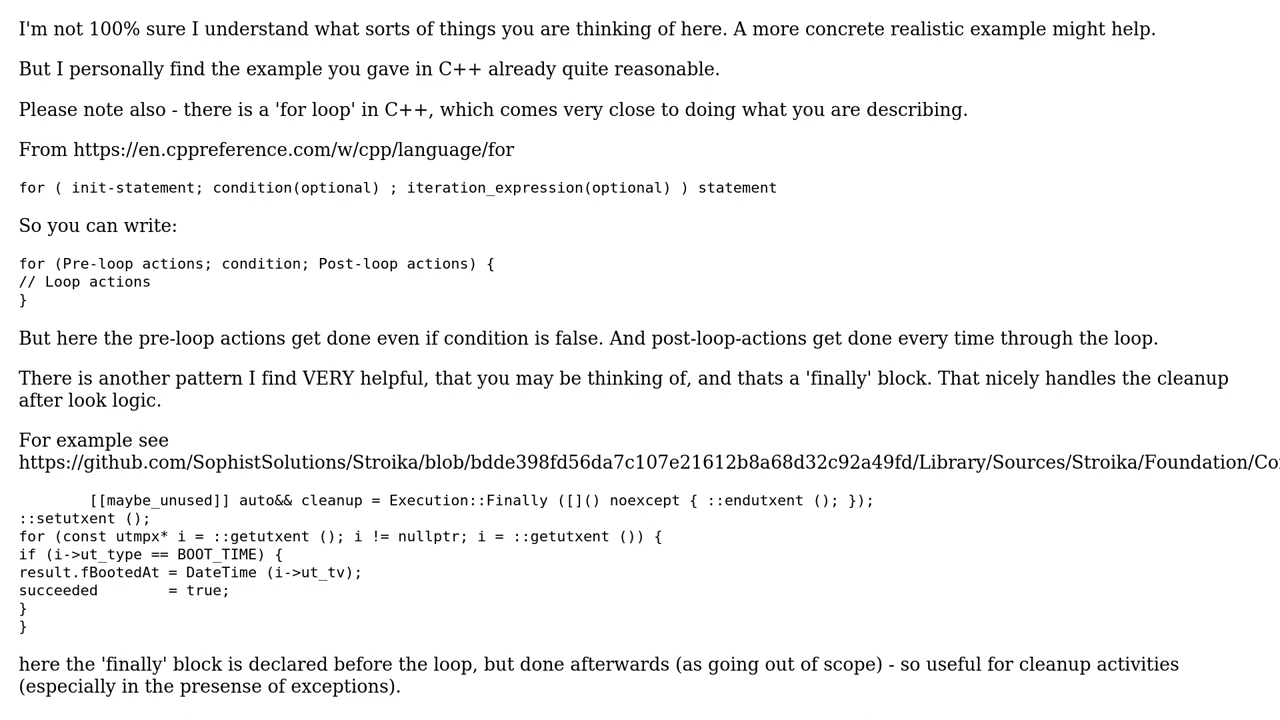 I'm not 100% sure I understand what sorts of things you are thinking of here. A more concrete realistic example might help.
But I personally find the example you gave in C++ already quite reasonable.
Please note also - there is a 'for loop' in C++, which comes very close to doing what you are describing.
From https://en.cppreference.com/w/cpp/language/for
for ( init-statement; condition(optional) ; iteration_expression(optional) ) statement
So you can write:
for (Pre-loop actions; condition; Post-loop actions) {
// Loop actions
}
But here the pre-loop actions get done even if condition is false. And post-loop-actions get done every time through the loop.
There is another pattern I find VERY helpful, that you may be thinking of, and thats a 'finally' block. That nicely handles the cleanup
after look logic.
For example see
https://github.com/SophistSolutions/Stroika/blob/bdde398fd56da7c107e21612b8a68d32c92a49fd/Library/Sources/Stroika/Foundation/Co
[[maybe_unused]] auto&& cleanup = Execution::Finally ([]() noexcept { ::endutxent (); });
::setutxent ();
for (const utmpx* i = ::getutxent (); i != nullptr; i = ::getutxent ()) {
if (i->ut_type == BOOT_TIME) {
result.fBootedAt = DateTime (i->ut_tv);
succeeded        = true;
}
}
here the 'finally' block is declared before the loop, but done afterwards (as going out of scope) - so useful for cleanup activities
(especially in the presense of exceptions).